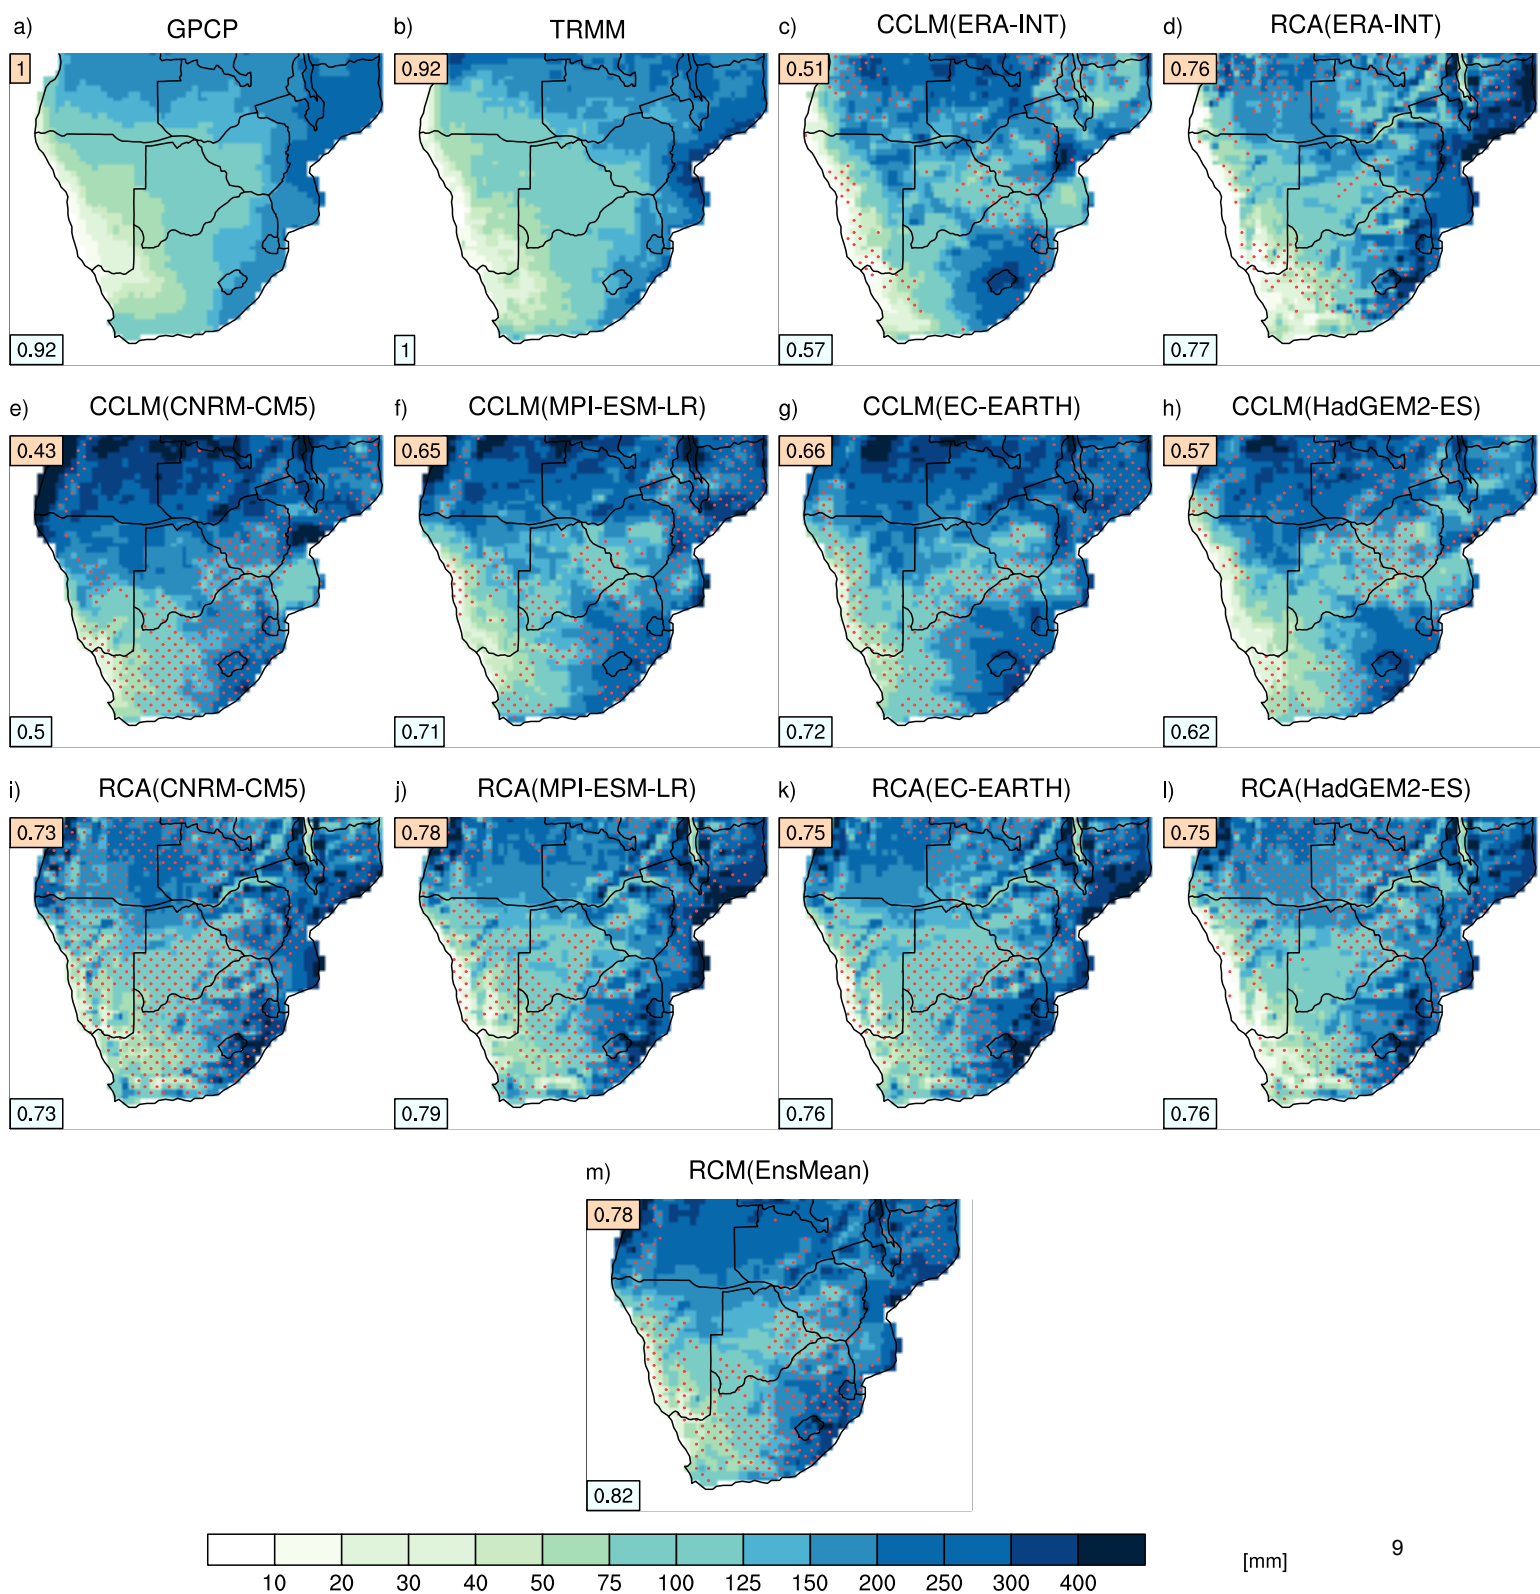 a) GPCP
b) TRMM
c) CCLM(ERA-INT)
d) RCA(ERA-INT)
1
0.92
0.51
0.76
0.92
1
0.57
0.77
e) CCLM(CNRM-CM5)
f) CCLM(MPI-ESM-LR)
g) CCLM(EC-EARTH)
h) CCLM(HadGEM2-ES)
0.43
0.65
0.66
0.57
0.5
0.71
0.72
0.62
i) RCA(CNRM-CM5)
j) RCA(MPI-ESM-LR)
k) RCA(EC-EARTH)
l) RCA(HadGEM2-ES)
0.73
0.78
0.75
0.75
0.73
0.79
0.76
0.76
m) RCM(EnsMean)
0.78
0.82
10 20 30 40 50 75 100 125 150 200 250 300 400
[mm]
9